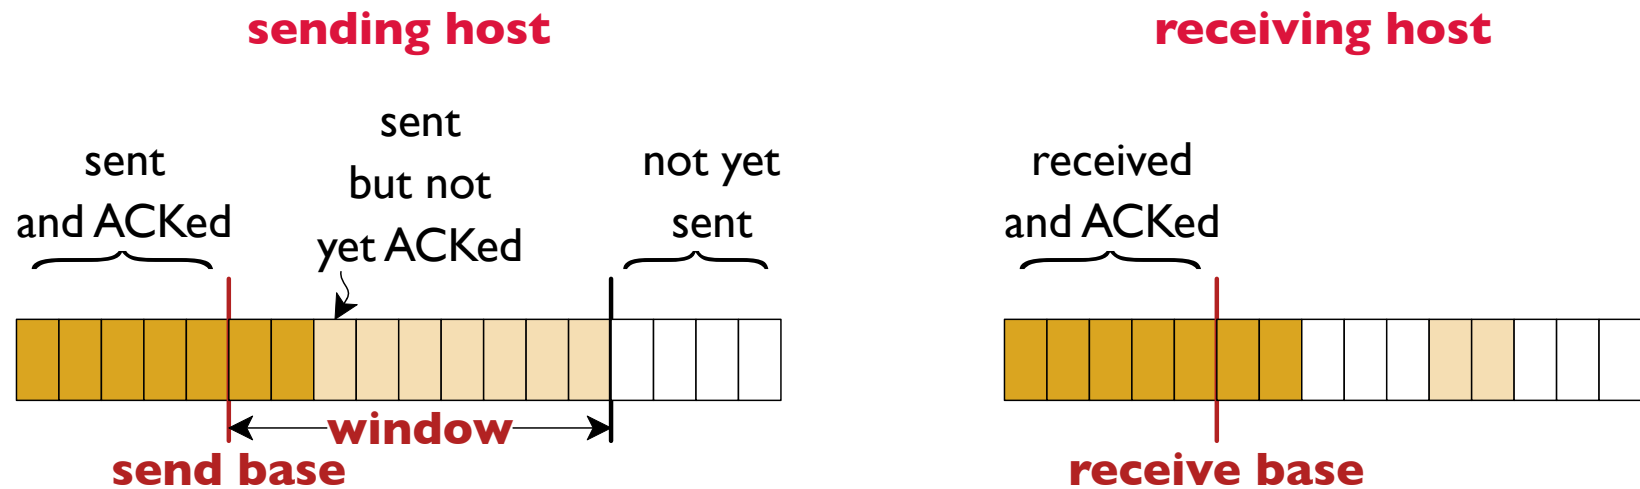 sending host
receiving host
sent
and ACKed
sent
but not
yet ACKed
not yet
sent
received
and ACKed
window
send base
receive base